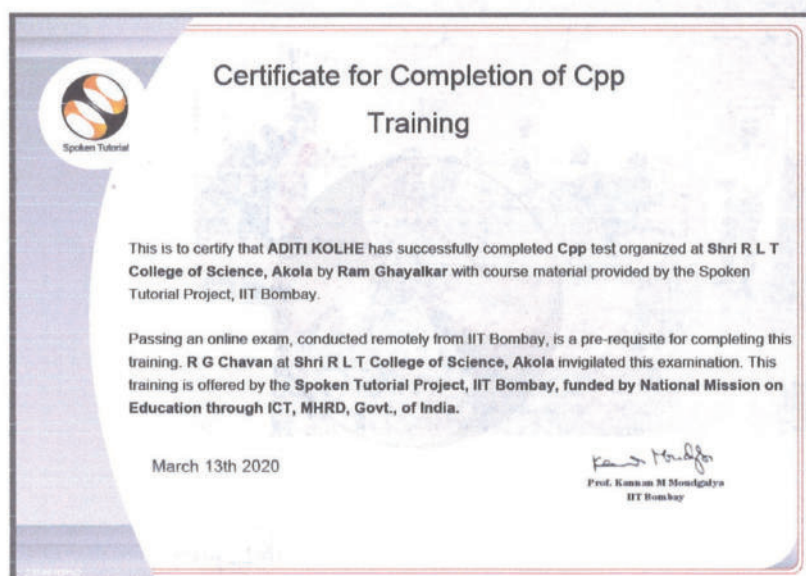 Certificate for Completion of Cpp
Training
Spoken Tutorial
This is to certify that ADITI KOLHE has successfully completed Cpp test organized at Shri R L T
College of Science, Akola by Ram Ghayalkar with course material provided by the Spoken
Tutorial Project, IIT Bombay.
Passing an online exam, conducted remotely from IIT Bombay, is a pre-requisite for completing this
training. R G Chavan at Shri R L T College of Science, Akola invigilated this examination. This
training is offered by the Spoken Tutorial Project, IIT Bombay, funded by National Mission on
Education through ICT, MHRD, Govt., of India.
March 13th 2020
Prof. Kannan M Moudgalya
IIT Bombay